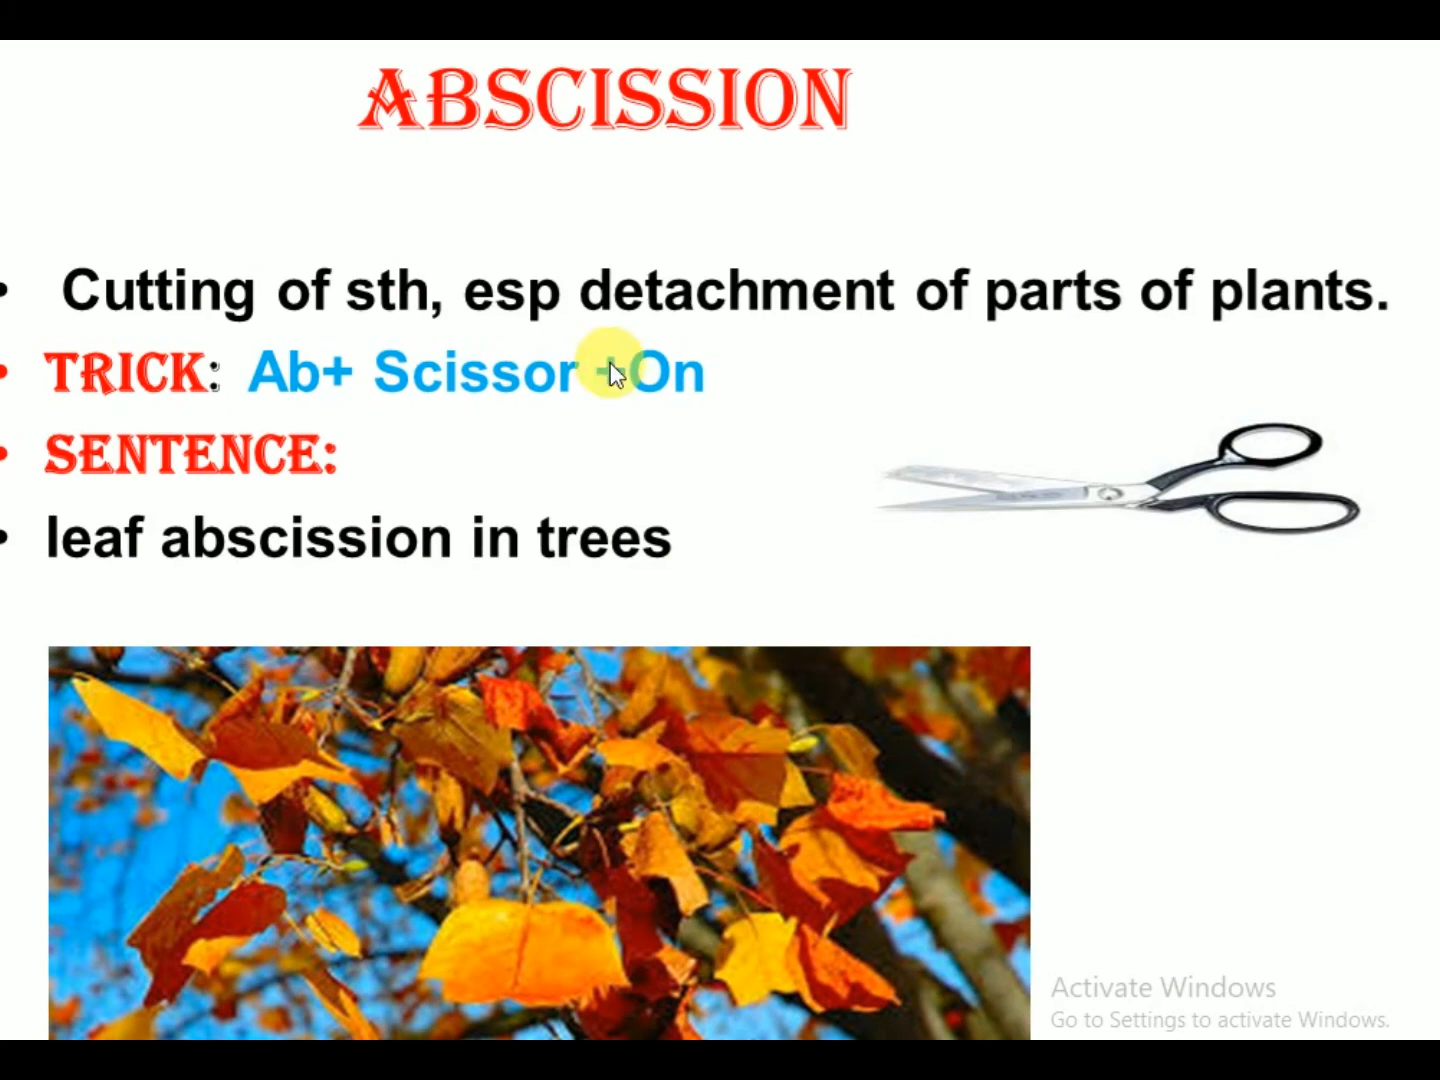 ABSCISSION
• Cutting of sth, esp detachment of parts of plants.
• TRICK: Ab+ Scissor +On
• SENTENCE:
• leaf abscission in trees
Activate Windows
Go to Settings to activate Windows.